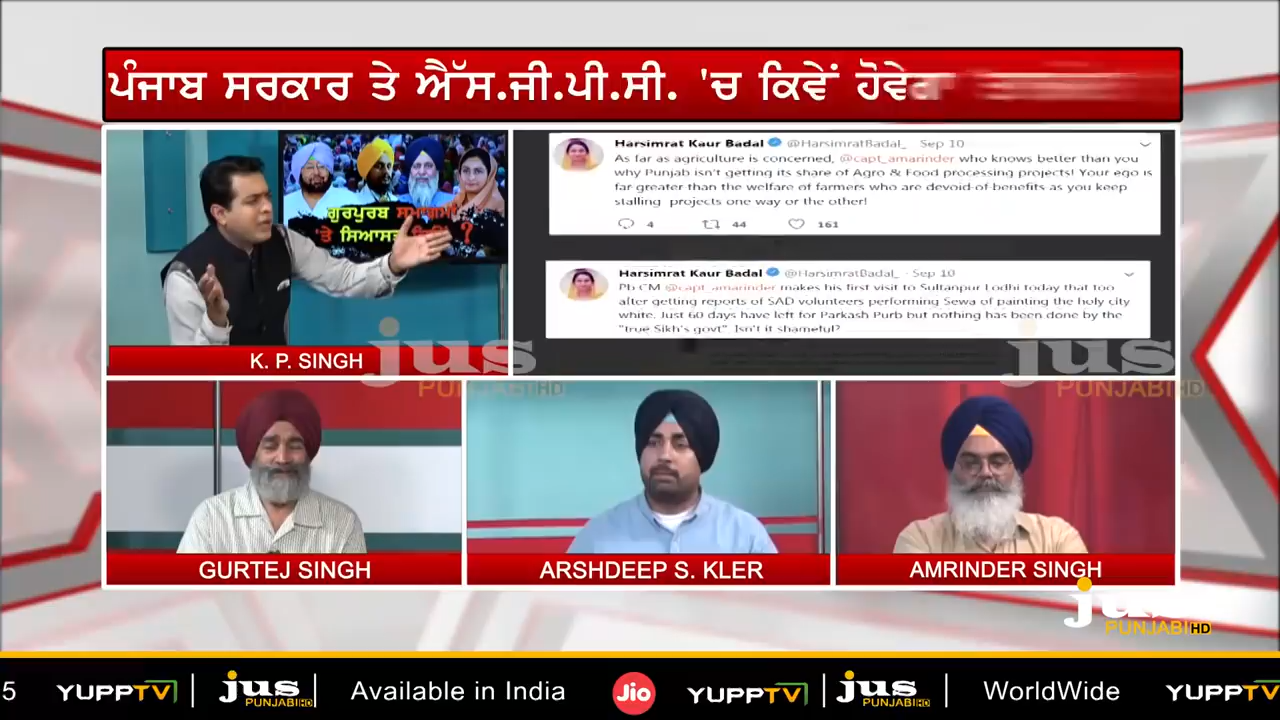 ਪੰਜਾਬ ਸਰਕਾਰ ਤੇ ਐੱਸ.ਜੀ.ਪੀ.ਸੀ. 'ਚ ਕਿਵੇਂ ਹੋਵੇਗਾ
ਗੁਰਪੁਰਬ ਸਮਾਗਮਾਂ
'ਤੇ ਸਿਆਸਤ ?
K. P. SINGH
Harsimrat Kaur Badal @HarsimratBadal_ Sep 10
As far as agriculture is concerned, @capt_amarinder who knows better than you
why Punjab isn't getting its share of Agro & Food processing projects! Your ego is
far greater than the welfare of farmers who are devoid of benefits as you keep
stalling projects one way or the other!
4 44 161
Harsimrat Kaur Badal @HarsimratBadal_ · Sep 10
Pb CM @capt_amarinder makes his first visit to Sultanpur Lodhi today that too
after getting reports of SAD volunteers performing Sewa of painting the holy city
white. Just 60 days have left for Parkash Purb but nothing has been done by the
"true Sikh's govt". Isn't it shameful?
jus
PUNJABI HD
jus
PUNJABI HD
GURTEJ SINGH
ARSHDEEP S. KLER
AMRINDER SINGH
jus
PUNJABI HD
5 YUPPTV jus PUNJABI HD Available in India Jio YUPPTV jus PUNJABI HD WorldWide YUPPTV